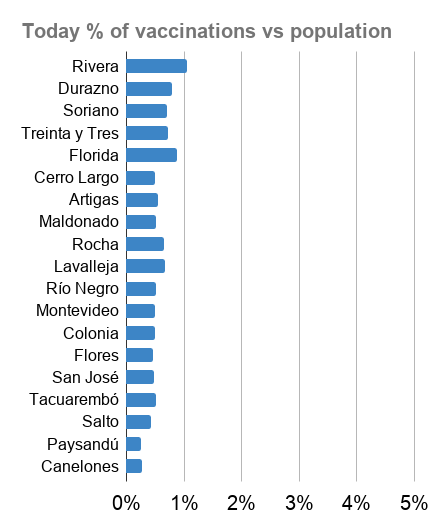 Today % of vaccinations vs population
Rivera
Durazno
Soriano
Treinta y Tres
Florida
Cerro Largo
Artigas
Maldonado
Rocha
Lavalleja
Río Negro
Montevideo
Colonia
Flores
San José
Tacuarembó
Salto
Paysandú
Canelones
0% 1% 2% 3% 4% 5%